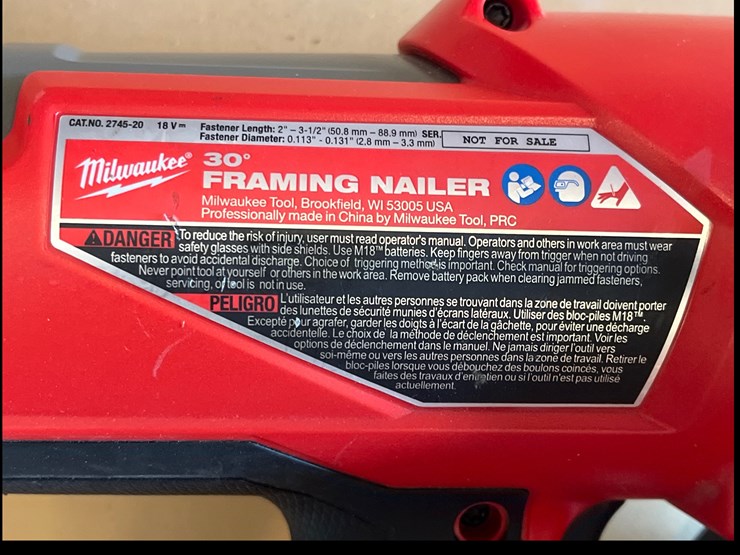 CAT.NO. 2745-20 18 V⎓ Fastener Length: 2" – 3-1/2" (50.8 mm – 88.9 mm) SER.
Fastener Diameter: 0.113" - 0.131" (2.8 mm – 3.3 mm) NOT FOR SALE
Milwaukee®
30°
FRAMING NAILER
Milwaukee Tool, Brookfield, WI 53005 USA
Professionally made in China by Milwaukee Tool, PRC
DANGER To reduce the risk of injury, user must read operator's manual. Operators and others in work area must wear
safety glasses with side shields. Use M18™ batteries. Keep fingers away from trigger when not driving
fasteners to avoid accidental discharge. Choice of triggering method is important. Check manual for triggering options.
Never point tool at yourself or others in the work area. Remove battery pack when clearing jammed fasteners,
servicing, or tool is not in use.
PELIGRO L'utilisateur et les autres personnes se trouvant dans la zone de travail doivent porter
des lunettes de sécurité munies d'écrans latéraux. Utiliser des bloc-piles M18™.
Excepté pour agrafer, garder les doigts à l'écart de la gâchette, pour éviter une décharge
accidentelle. Le choix de la méthode de déclenchement est important. Voir les
options de déclenchement dans le manuel. Ne jamais diriger l'outil vers
soi-même ou vers les autres personnes dans la zone de travail. Retirer le
bloc-piles lorsque vous débouchez des boulons coincés, vous
faites des travaux d'entretien ou si l'outil n'est pas utilisé
actuellement.